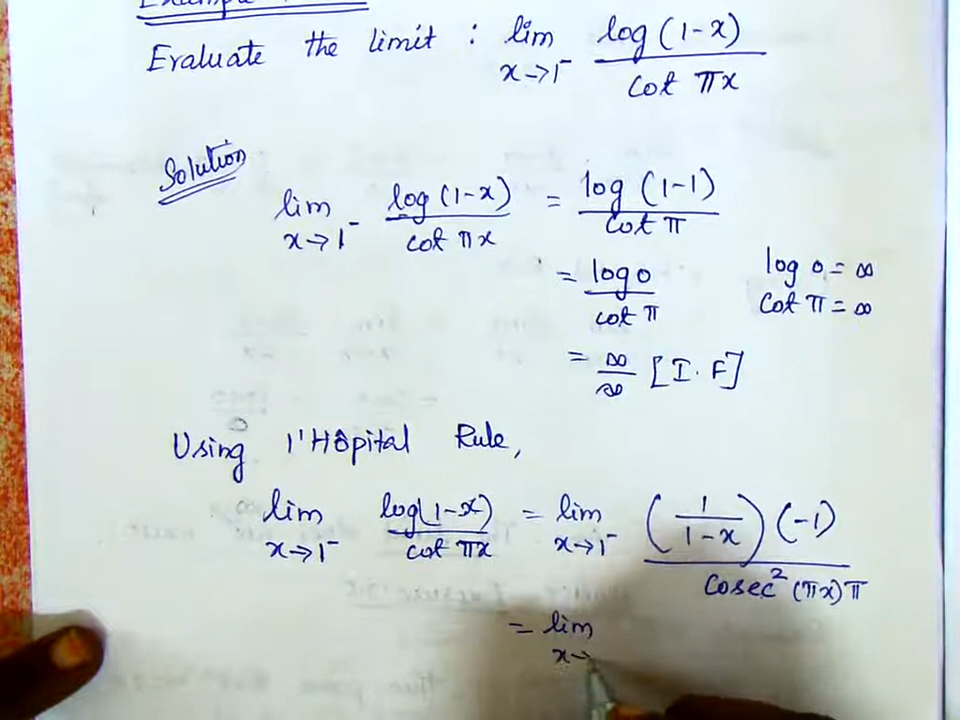 Evaluate the limit : lim x→1⁻ log(1-x) / cot πx
Solution
lim x→1⁻ log(1-x) / cot πx = log(1-1) / cot π
= log 0 / cot π
log 0 = ∞
cot π = ∞
= ∞ / ∞ [I.F]
Using l'Hôpital Rule,
lim x→1⁻ log(1-x) / cot πx = lim x→1⁻ (1 / 1-x)(-1) / cosec²(πx)π
= lim x→